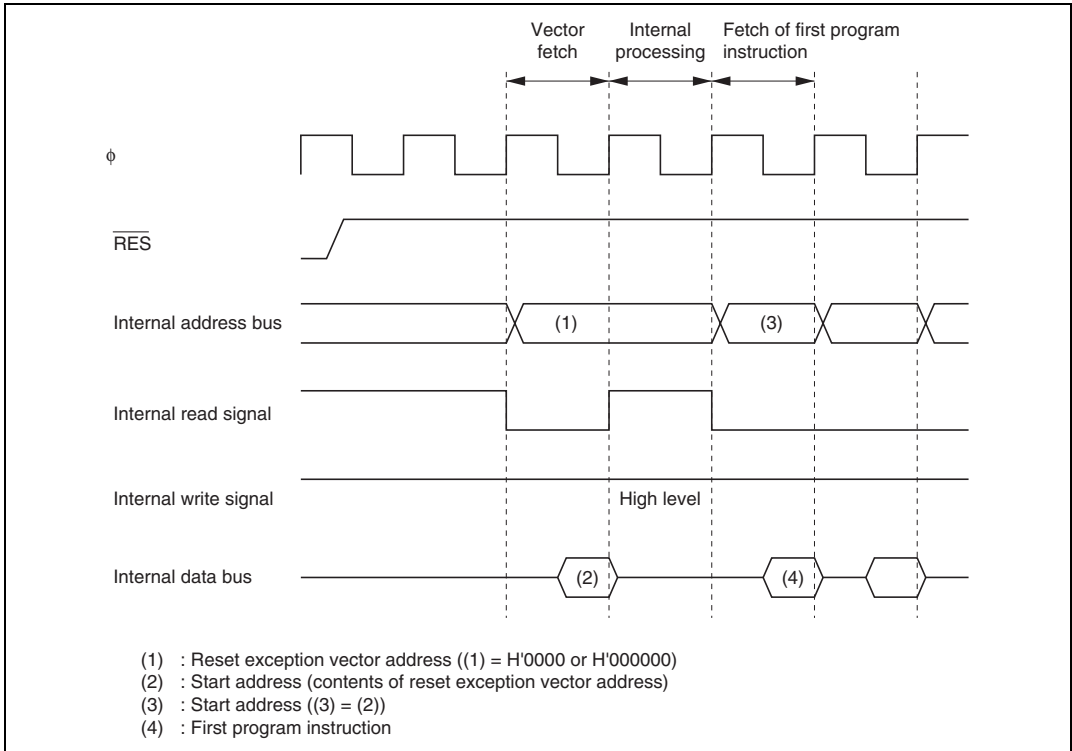 Vector fetch
Internal processing
Fetch of first program instruction
ϕ
RES
Internal address bus
(1)
(3)
Internal read signal
Internal write signal
High level
Internal data bus
(2)
(4)
(1) : Reset exception vector address ((1) = H'0000 or H'000000)
(2) : Start address (contents of reset exception vector address)
(3) : Start address ((3) = (2))
(4) : First program instruction